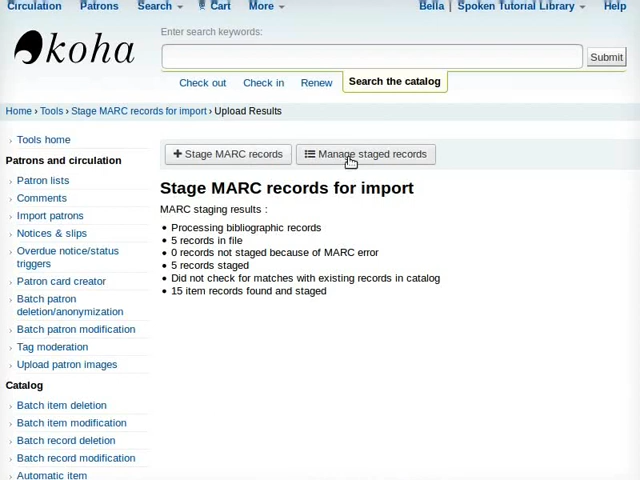 Circulation Patrons Search Cart More Bella | Spoken Tutorial Library Help
koha
Enter search keywords:
Submit
Check out Check in Renew Search the catalog
Home › Tools › Stage MARC records for import › Upload Results
Tools home
Patrons and circulation
Patron lists
Comments
Import patrons
Notices & slips
Overdue notice/status
triggers
Patron card creator
Batch patron
deletion/anonymization
Batch patron modification
Tag moderation
Upload patron images
Catalog
Batch item deletion
Batch item modification
Batch record deletion
Batch record modification
Automatic item
+ Stage MARC records Manage staged records
Stage MARC records for import
MARC staging results :
Processing bibliographic records
5 records in file
0 records not staged because of MARC error
5 records staged
Did not check for matches with existing records in catalog
15 item records found and staged